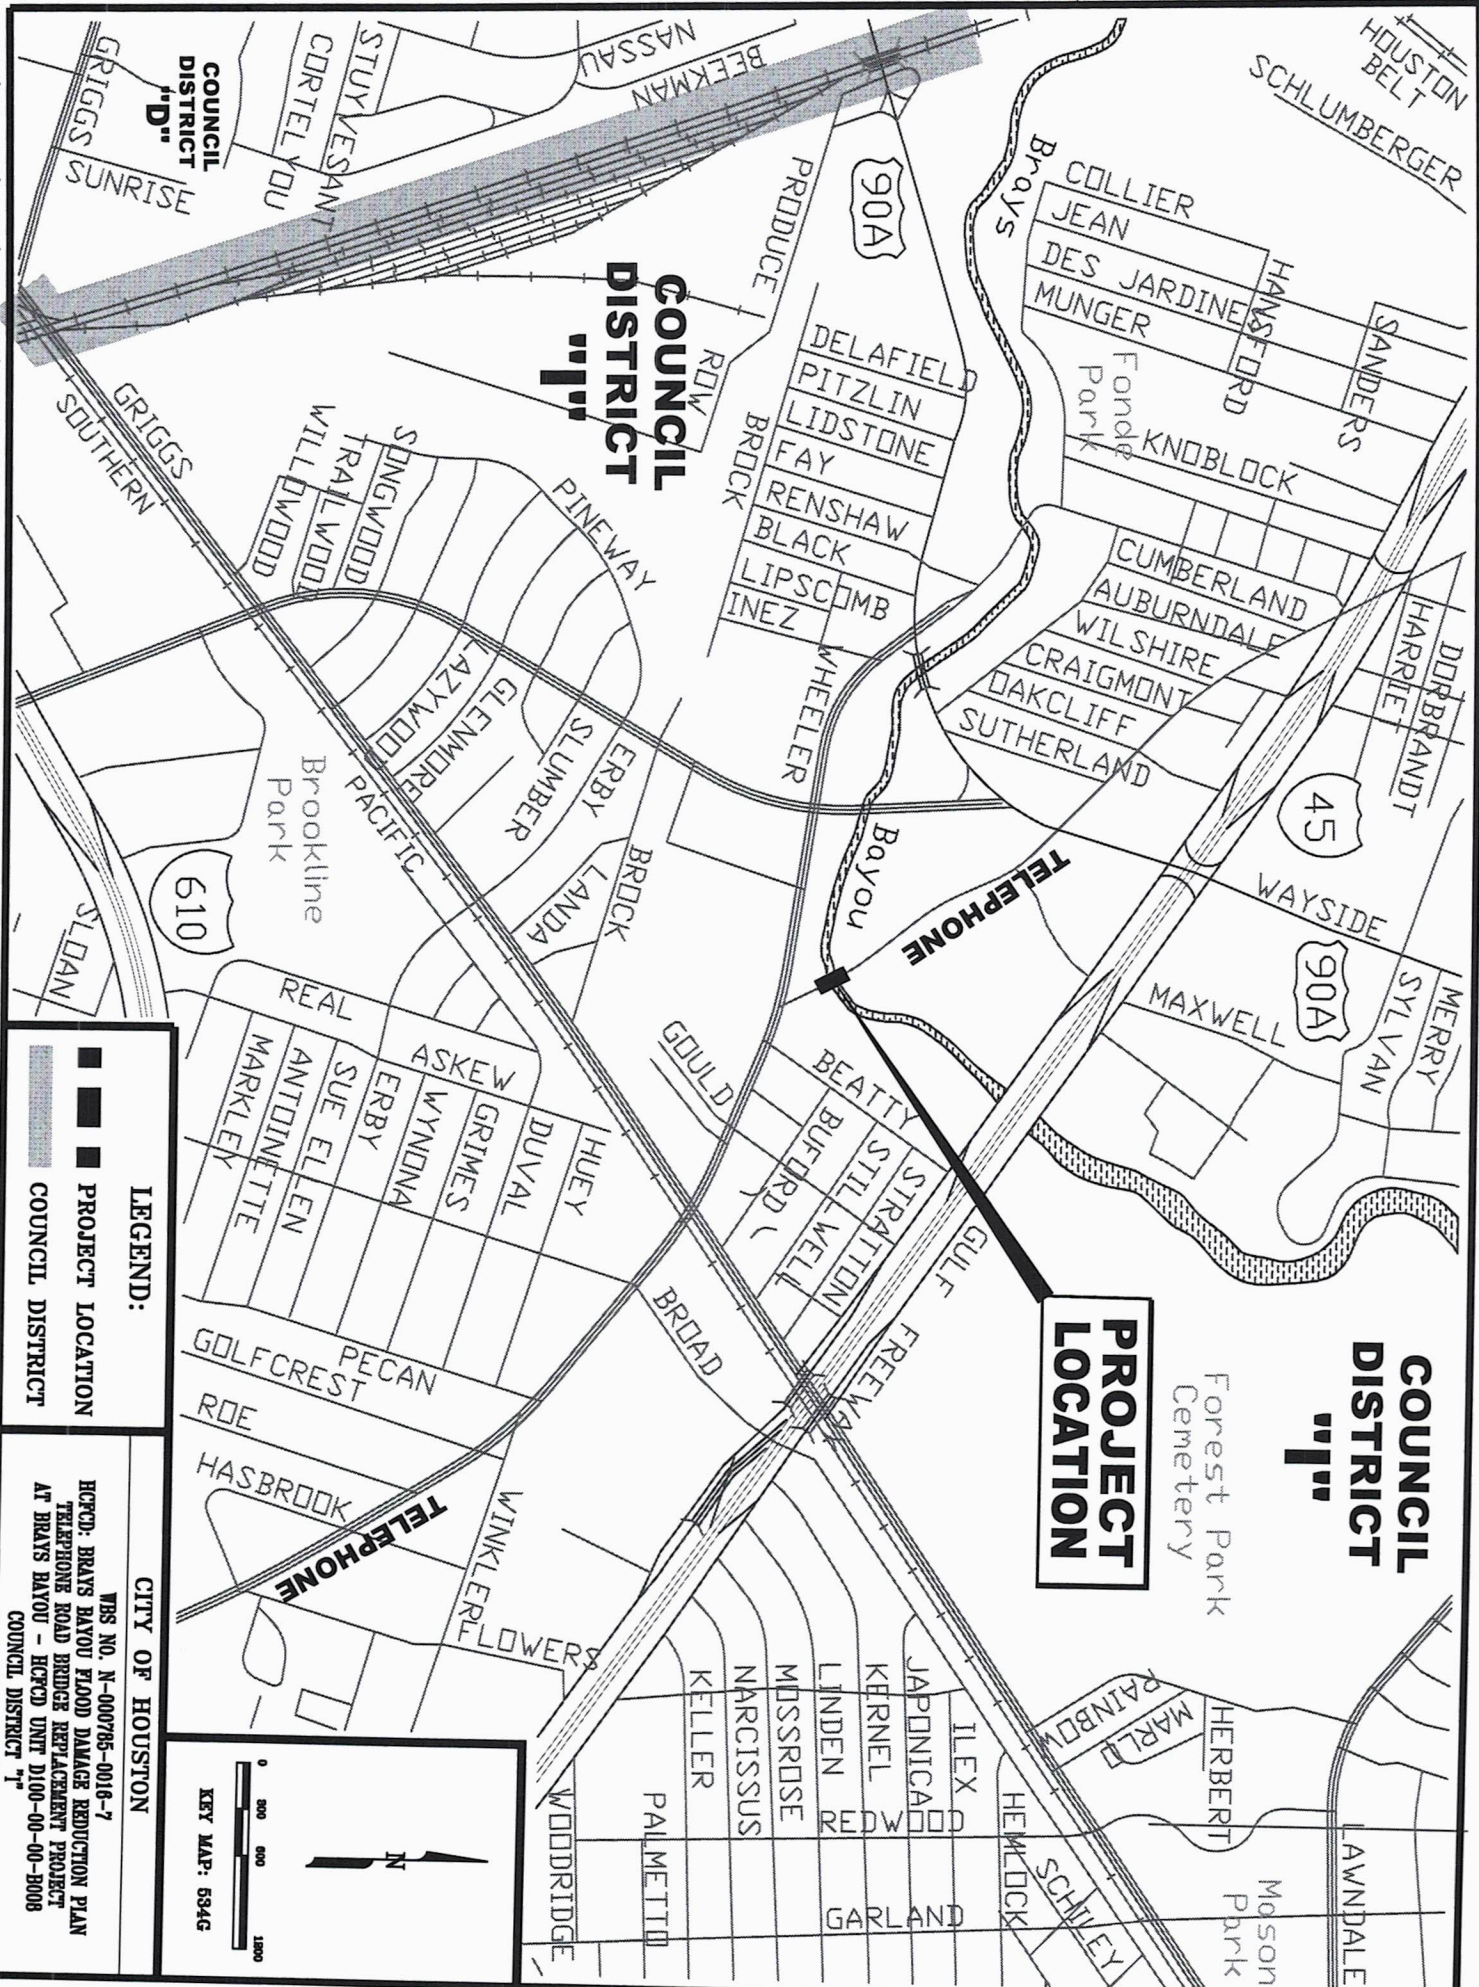 HOUSTON
BELT
SCHLUMBERGER
COLLIER
JEAN
DES JARDINES
MUNGER
HANSFORD
SANDERS
Fonde
Park
KNOBLOCK
CUMBERLAND
AUBURNDALE
WILSHIRE
CRAIGMONT
OAKCLIFF
SUTHERLAND
HARRIET
DORBRANDT
45
WAYSIDE
90A
MERRY
SYLVAN
MAXWELL
Brays
Bayou
TELEPHONE
90A
NASSAU
BEEKMAN
STUYVESANT
CORTELYOU
COUNCIL
DISTRICT
"D"
GRIGGS
SUNRISE
PRODUCE
ROW
COUNCIL
DISTRICT
"I"
DELAFIELD
PITZLIN
LIDSTONE
FAY
RENSHAW
BLACK
LIPSCOMB
INEZ
BROCK
WHEELER
GRIGGS
SOUTHERN
PACIFIC
SONGWOOD
TRAILWOOD
WILLOWOOD
PINEWAY
LAZYWOOD
GLENMORE
SLUMBER
ERBY
LANDA
BROCK
Brookline
Park
610
SLOAN
REAL
ASKEW
MARKLEY
ANTOINETTE
SUE ELLEN
ERBY
WYNDNA
GRIMES
DUVAL
HUEY
GOULD
BEATTY
BUFORD
STILWELL
STRATTON
GULF
FREEWAY
BROAD
PECAN
GOLFCREST
ROE
HASBROOK
TELEPHONE
WINKLER
FLOWERS
PROJECT
LOCATION
COUNCIL
DISTRICT
"I"
Forest Park
Cemetery
KELLER
NARCISSUS
MOSSROSE
LINDEN
KERNEL
JAPONICA
ILEX
REDWOOD
HEMLOCK
SCHILEY
GARLAND
PALMETTO
WOODRIDGE
RAINBOW
MARLO
HERBERT
LAWNDALE
Mason
Park
LEGEND:
PROJECT LOCATION
COUNCIL DISTRICT
N
0 300 600 1200
KEY MAP: 534G
CITY OF HOUSTON
WBS NO. N-000785-0016-7
HCFCD: BRAYS BAYOU FLOOD DAMAGE REDUCTION PLAN
TELEPHONE ROAD BRIDGE REPLACEMENT PROJECT
AT BRAYS BAYOU - HCFCD UNIT D100-00-00-B008
COUNCIL DISTRICT "I"